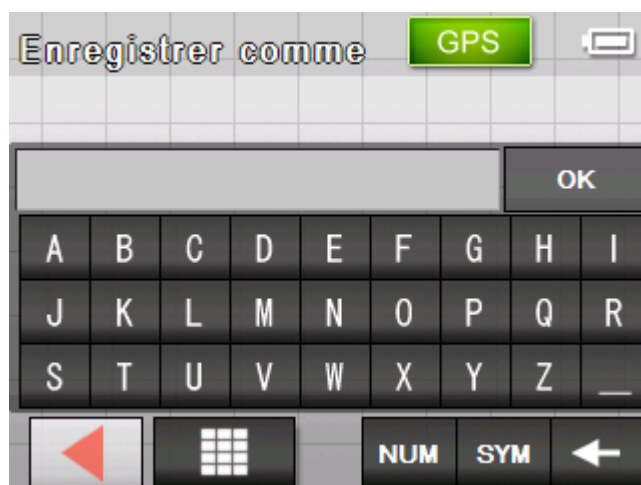 Enregistrer comme GPS
OK
A B C D E F G H I
J K L M N O P Q R
S T U V W X Y Z _
NUM SYM